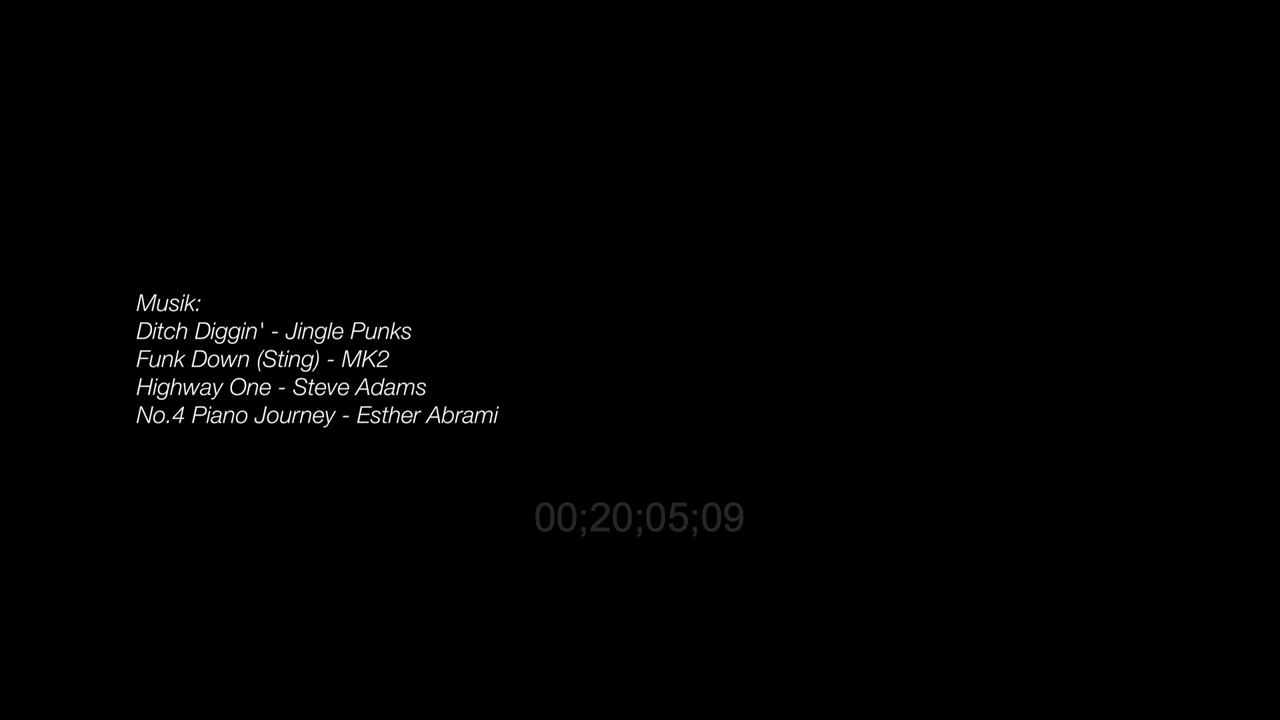 Musik:
Ditch Diggin' - Jingle Punks
Funk Down (Sting) - MK2
Highway One - Steve Adams
No.4 Piano Journey - Esther Abrami
00;20;05;09